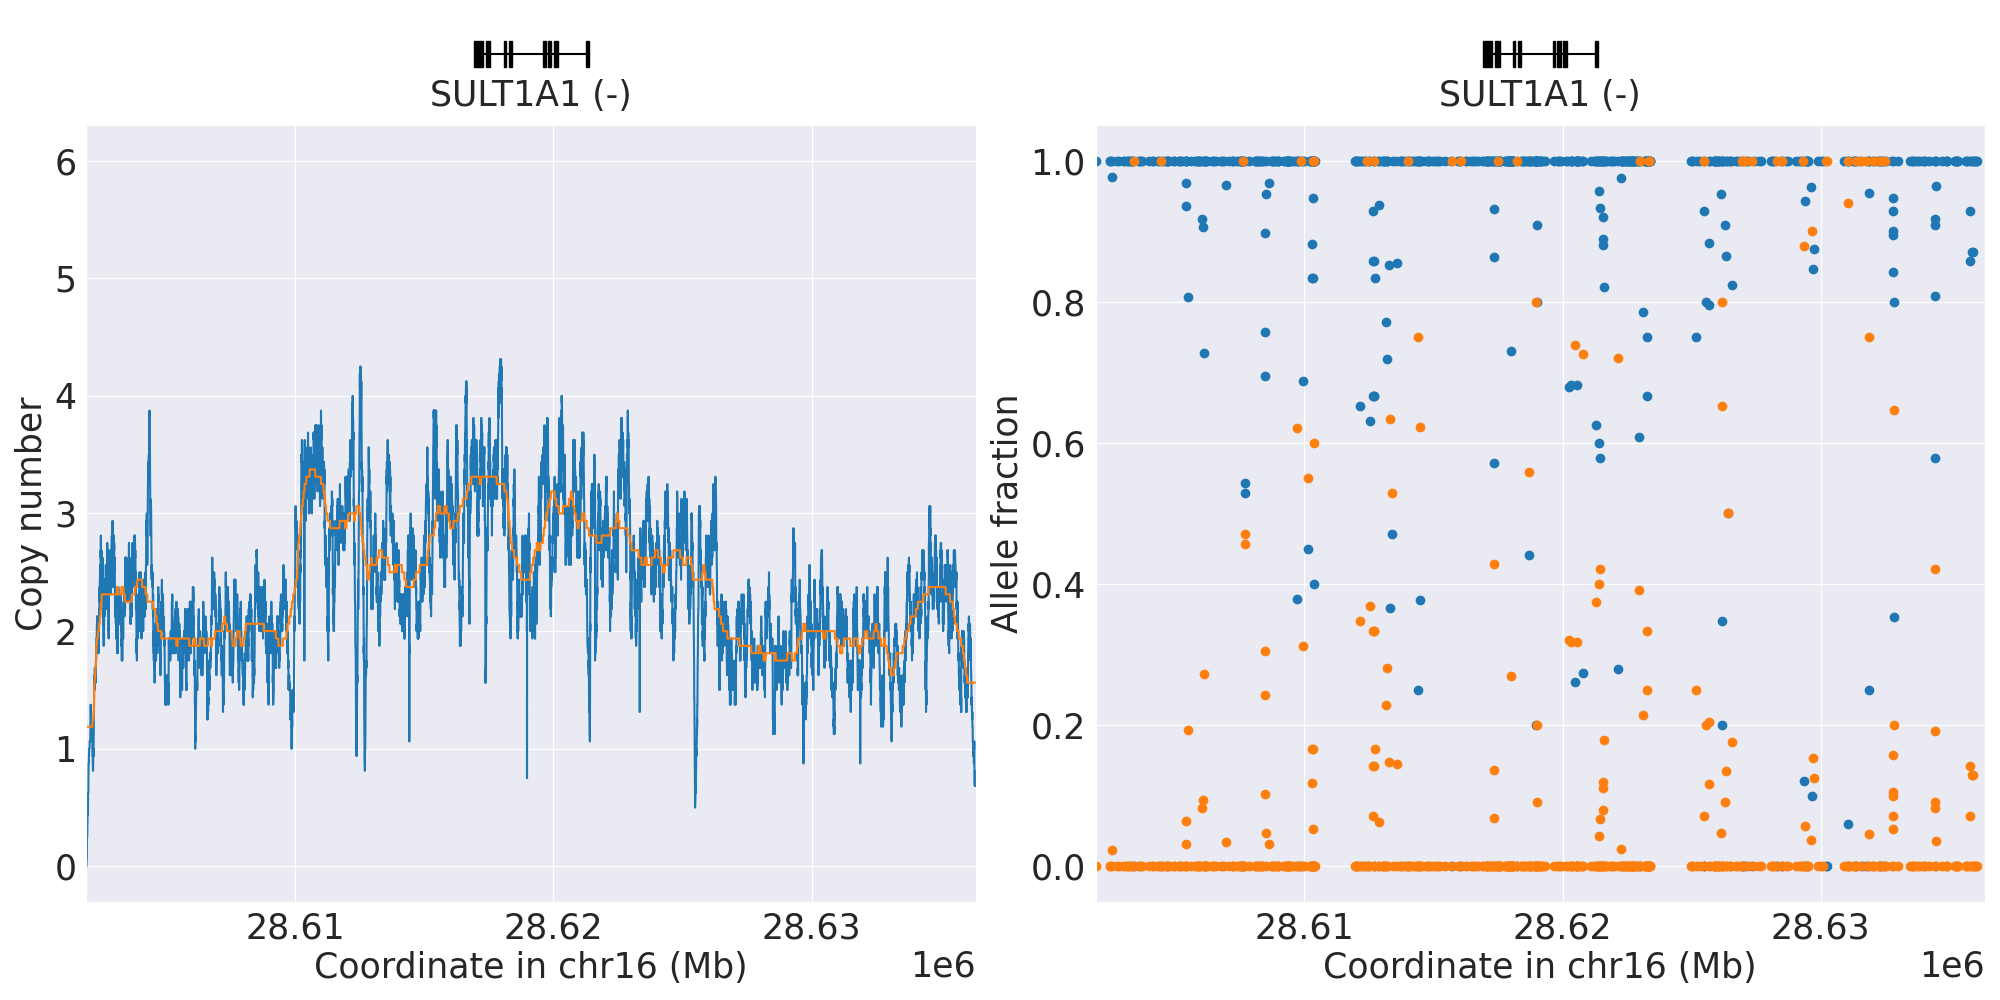 SULT1A1 (-)
6
5
4
3
2
1
0
Copy number
28.61
28.62
28.63
Coordinate in chr16 (Mb)
1e6
SULT1A1 (-)
1.0
0.8
0.6
0.4
0.2
0.0
Allele fraction
28.61
28.62
28.63
Coordinate in chr16 (Mb)
1e6